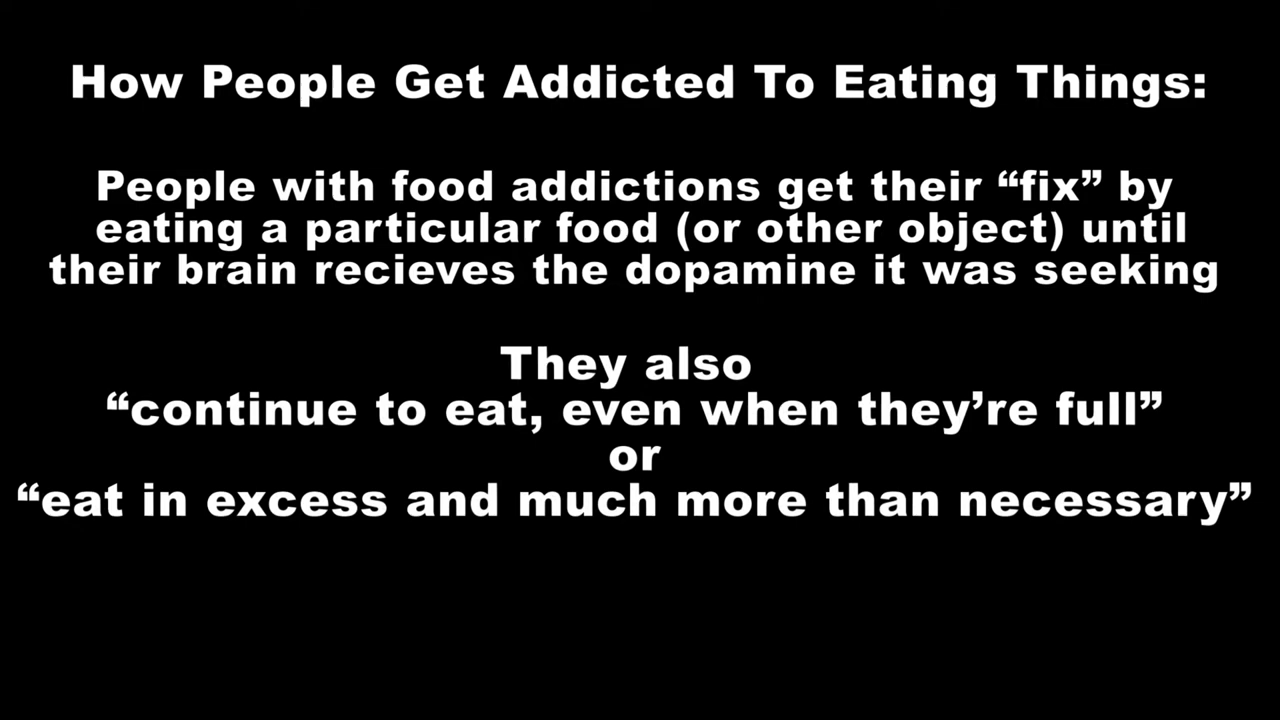 How People Get Addicted To Eating Things:
People with food addictions get their “fix” by
eating a particular food (or other object) until
their brain recieves the dopamine it was seeking
They also
“continue to eat, even when they’re full”
or
“eat in excess and much more than necessary”